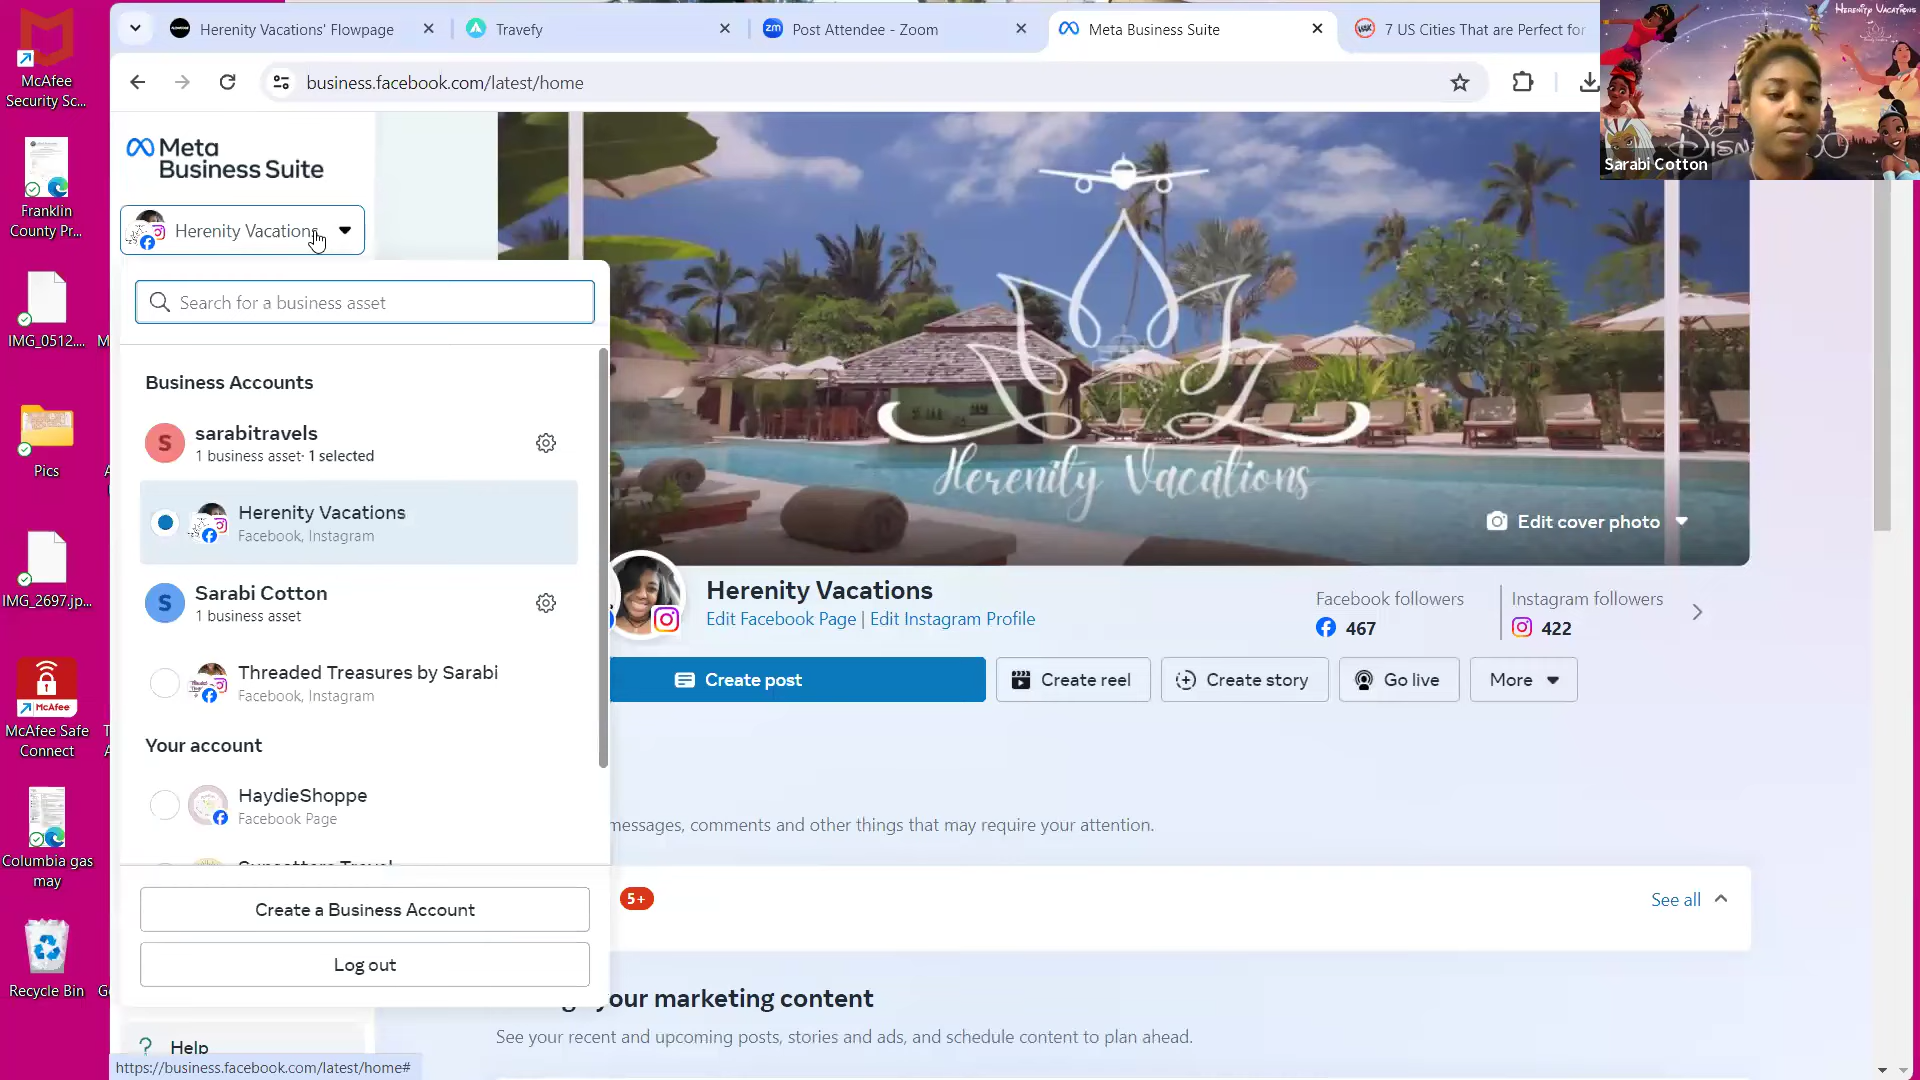 Herenity Vacations' Flowpage
Travefy
zm
Post Attendee - Zoom
Meta Business Suite
7 US Cities That are Perfect for
business.facebook.com/latest/home
McAfee
Security Sc...
Franklin
County Pr...
IMG_0512....
M
Pics
IMG_2697.jp...
McAfee
McAfee Safe
Connect
Columbia gas
may
Recycle Bin
Meta
Business Suite
Herenity Vacations
Search for a business asset
Business Accounts
S
sarabitravels
1 business asset· 1 selected
Herenity Vacations
Facebook, Instagram
S
Sarabi Cotton
1 business asset
Threaded Treasures by Sarabi
Facebook, Instagram
Your account
HaydieShoppe
Facebook Page
Create a Business Account
Log out
Help
https://business.facebook.com/latest/home#
Herenity Vacations
Edit cover photo
Herenity Vacations
Edit Facebook Page | Edit Instagram Profile
Facebook followers
467
Instagram followers
422
Create post
Create reel
Create story
Go live
More
messages, comments and other things that may require your attention.
5+
See all
your marketing content
See your recent and upcoming posts, stories and ads, and schedule content to plan ahead.
Herenity Vacations
Sarabi Cotton